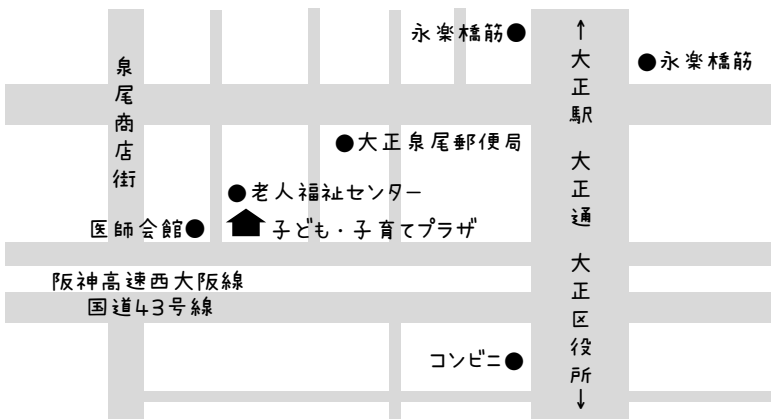 永楽橋筋●
●永楽橋筋
泉尾商店街
↑大正駅 大正通 大正区役所↓
●大正泉尾郵便局
●老人福祉センター
医師会館●
子ども・子育てプラザ
阪神高速西大阪線
国道43号線
コンビニ●